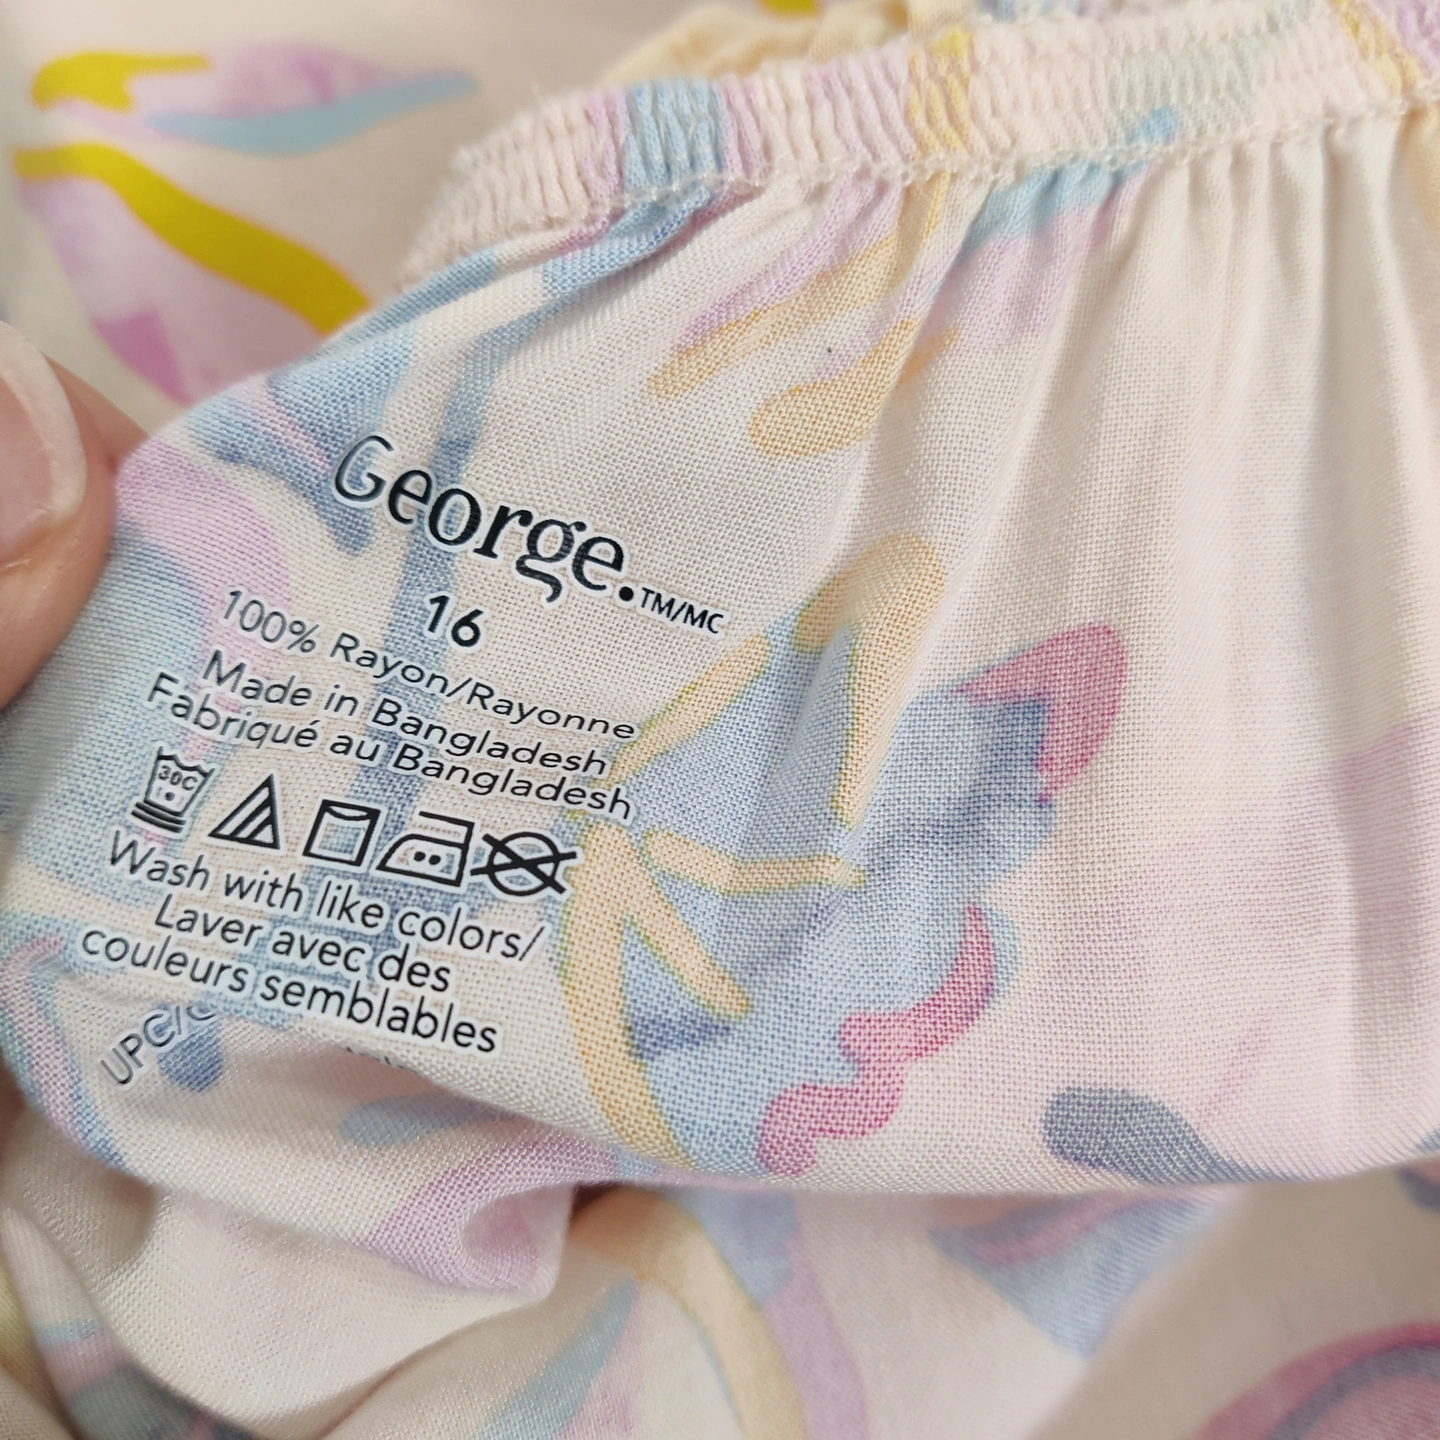 George.TM/MC
16
100% Rayon/Rayonne
Made in Bangladesh
Fabriqué au Bangladesh
30C
Wash with like colors/
Laver avec des
couleurs semblables
UPC/